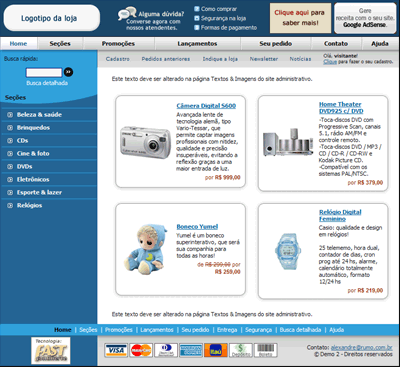 Logotipo da loja
Alguma dúvida?
Converse agora com
nossos atendentes.
Como comprar
Segurança na loja
Formas de pagamento
Clique aqui para
saber mais!
Gere
receita com o seu site.
Google AdSense.
Home
Seções
Promoções
Lançamentos
Seu pedido
Contato
Ajuda
Busca rápida:
Cadastro
Pedidos anteriores
Indique a loja
Newsletter
Notícias
Olá, visitante!
Clique para fazer o seu cadastro.
ok
Busca detalhada
Seções
Beleza & saúde
Brinquedos
CDs
Cine & foto
DVDs
Eletrônicos
Esporte & lazer
Relógios
Este texto deve ser alterado na página Textos & Imagens do site administrativo.
Câmera Digital S600
Avançada lente de
tecnologia alemã, tipo
Vario-Tessar, que
permite captar imagens
profissionais com nitidez,
qualidade e precisão
insuperáveis, evitando a
reflexão graças a uma
maior entrada de luz.
por R$ 999,00
Home Theater
DVD925 c/ DVD
-Toca-discos DVD com
Progressive Scan, canais
5.1, rádio AM/FM e
controle remoto.
-Toca-discos DVD / MP3
/ CD / CD-R / CD-RW e
Kodak Picture CD.
-Compatível com os
sistemas PAL/NTSC.
por R$ 379,00
Boneco Yumel
Yumel é um boneco
superinterativo, que será
sua companhia para
todas as horas!
de R$ 299,00 por
R$ 259,00
Relógio Digital
Feminino
Casio: qualidade e design
em relógios!
25 telememo, hora dual,
contador de dias, cron
prog até 24 hs, alarme,
calendário totalmente
automático, formato
12/24 hs
por R$ 219,00
Este texto deve ser alterado na página Textos & Imagens do site administrativo.
Home | Seções | Promoções | Lançamentos | Seu pedido | Entrega | Segurança | Busca detalhada | Ajuda
Tecnologia:
FAST
VISA
MasterCard
Itaú
Depósito
Boleto
Contato: alexandre@rumo.com.br
© Demo 2 - Direitos reservados